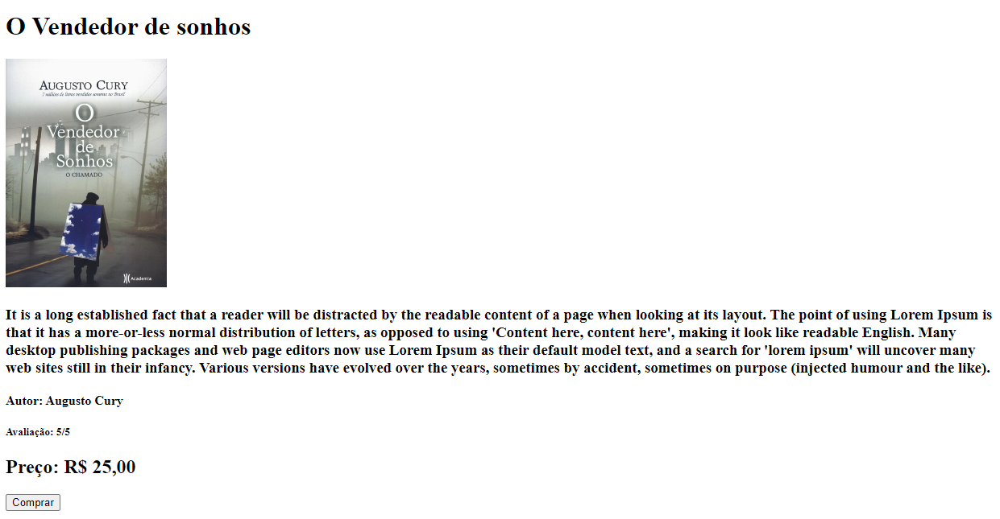 O Vendedor de sonhos
AUGUSTO CURY
7 milhões de livros vendidos somente no Brasil
O
Vendedor
de
Sonhos
O CHAMADO
Academia
It is a long established fact that a reader will be distracted by the readable content of a page when looking at its layout. The point of using Lorem Ipsum is
that it has a more-or-less normal distribution of letters, as opposed to using 'Content here, content here', making it look like readable English. Many
desktop publishing packages and web page editors now use Lorem Ipsum as their default model text, and a search for 'lorem ipsum' will uncover many
web sites still in their infancy. Various versions have evolved over the years, sometimes by accident, sometimes on purpose (injected humour and the like).
Autor: Augusto Cury
Avaliação: 5/5
Preço: R$ 25,00
Comprar